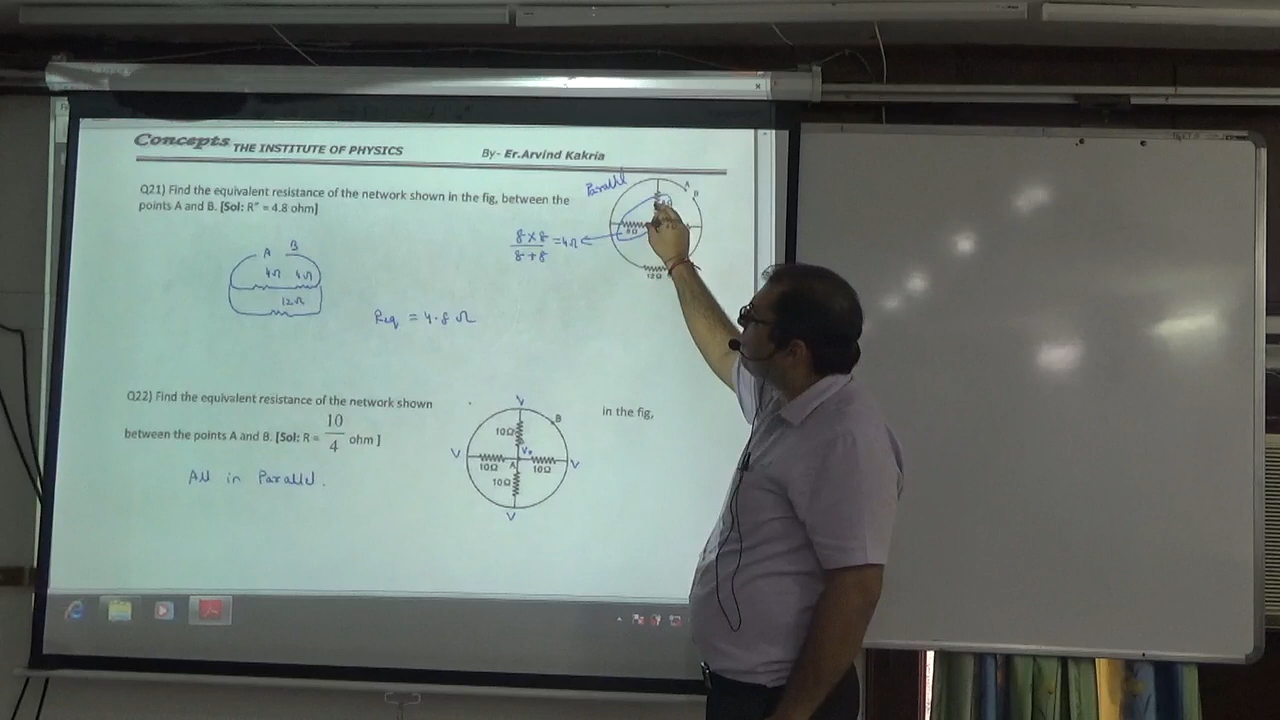 Concepts THE INSTITUTE OF PHYSICS By- Er.Arvind Kakria
Q21) Find the equivalent resistance of the network shown in the fig, between the
points A and B. [Sol: R" = 4.8 ohm]
Parallel
A
B
8 × 8
8 + 8
= 4Ω
8Ω
12Ω
A B
4Ω 4Ω
12Ω
Req = 4.8 Ω
Q22) Find the equivalent resistance of the network shown in the fig,
between the points A and B. [Sol: R = 10/4 ohm ]
All in Parallel.
V
B
10Ω
V
V₀
V
10Ω A 10Ω
10Ω
V